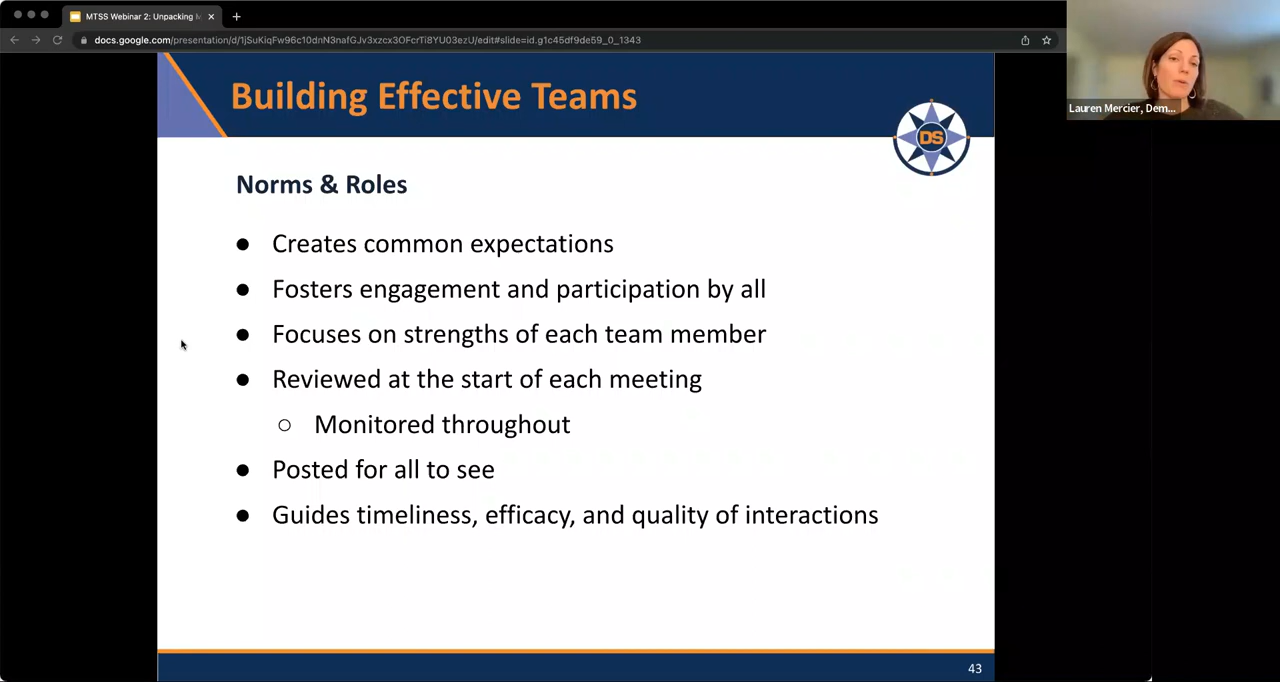 MTSS Webinar 2: Unpacking M
docs.google.com/presentation/d/1jSuKiqFw96c10dnN3nafGJv3xzcx3OFcrTi8YU03ezU/edit#slide=id.g1c45df9de59_0_1343
Lauren Mercier, Dem...
Building Effective Teams
DS
Norms & Roles
● Creates common expectations
● Fosters engagement and participation by all
● Focuses on strengths of each team member
● Reviewed at the start of each meeting
○ Monitored throughout
● Posted for all to see
● Guides timeliness, efficacy, and quality of interactions
43